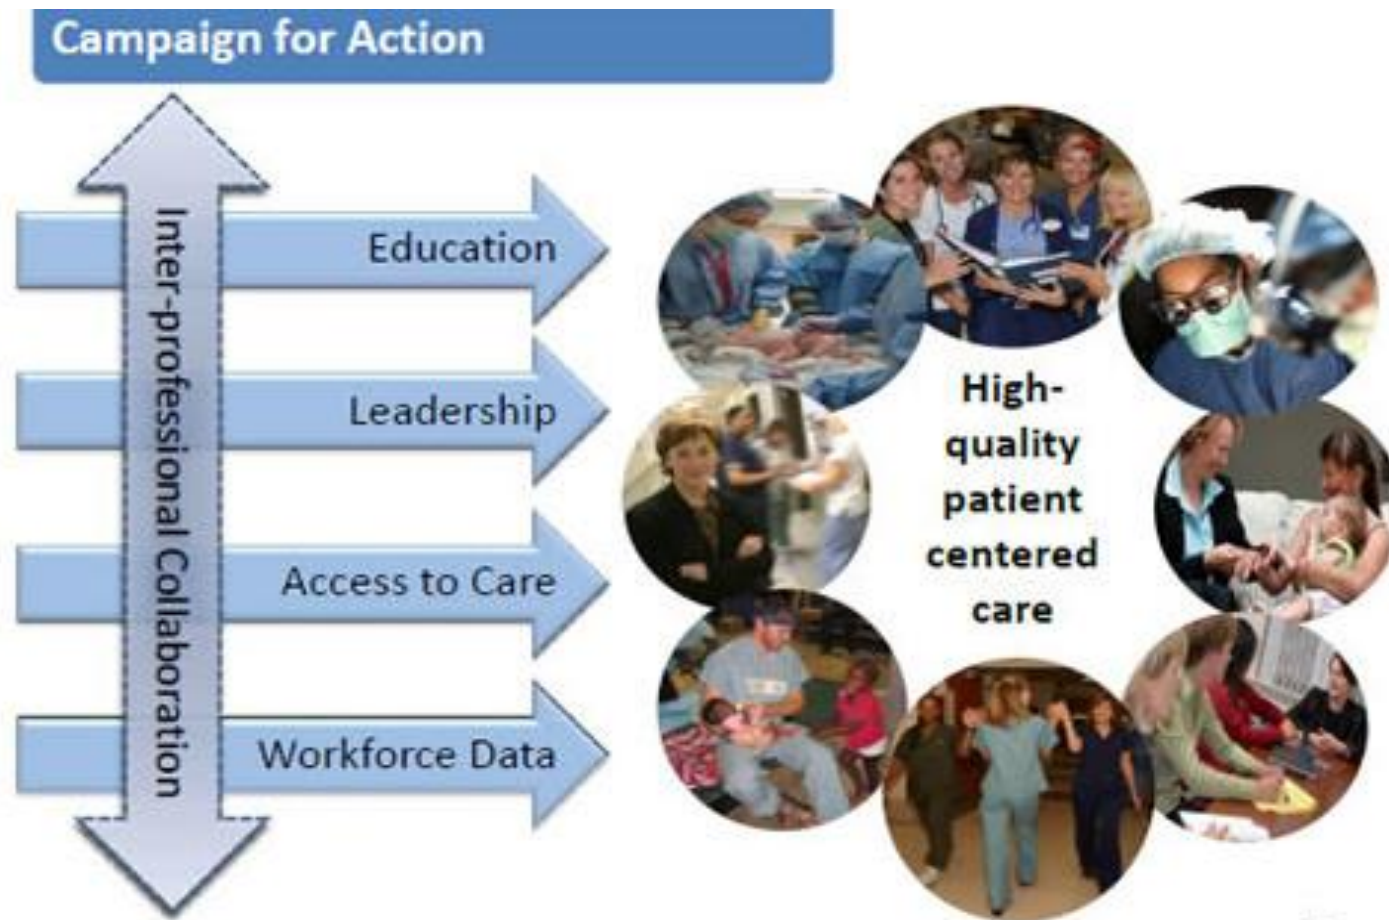 Campaign for Action
Inter-professional Collaboration
Education
Leadership
Access to Care
Workforce Data
High-
quality
patient
centered
care